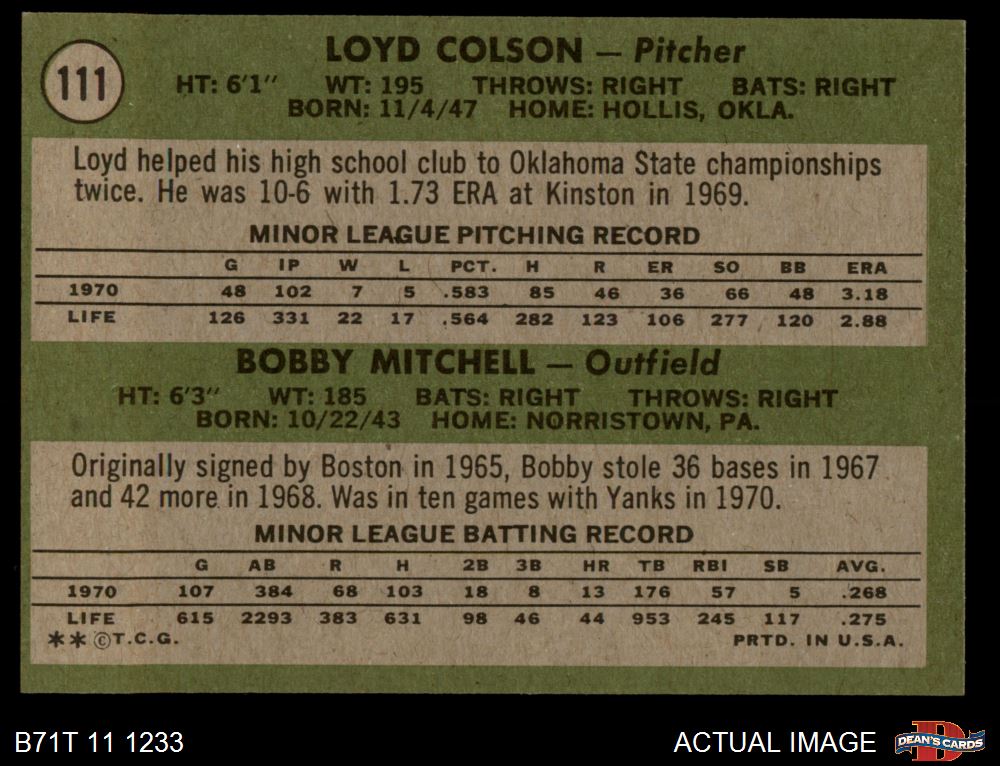 111
LOYD COLSON — Pitcher
HT: 6'1" WT: 195 THROWS: RIGHT BATS: RIGHT
BORN: 11/4/47 HOME: HOLLIS, OKLA.
Loyd helped his high school club to Oklahoma State championships
twice. He was 10-6 with 1.73 ERA at Kinston in 1969.
MINOR LEAGUE PITCHING RECORD
G IP W L PCT. H R ER SO BB ERA
1970 48 102 7 5 .583 85 46 36 66 48 3.18
LIFE 126 331 22 17 .564 282 123 106 277 120 2.88
BOBBY MITCHELL — Outfield
HT: 6'3" WT: 185 BATS: RIGHT THROWS: RIGHT
BORN: 10/22/43 HOME: NORRISTOWN, PA.
Originally signed by Boston in 1965, Bobby stole 36 bases in 1967
and 42 more in 1968. Was in ten games with Yanks in 1970.
MINOR LEAGUE BATTING RECORD
G AB R H 2B 3B HR TB RBI SB AVG.
1970 107 384 68 103 18 8 13 176 57 5 .268
LIFE 615 2293 383 631 98 46 44 953 245 117 .275
**©T.C.G. PRTD. IN U.S.A.
B71T 11 1233 ACTUAL IMAGE DEAN'S CARDS